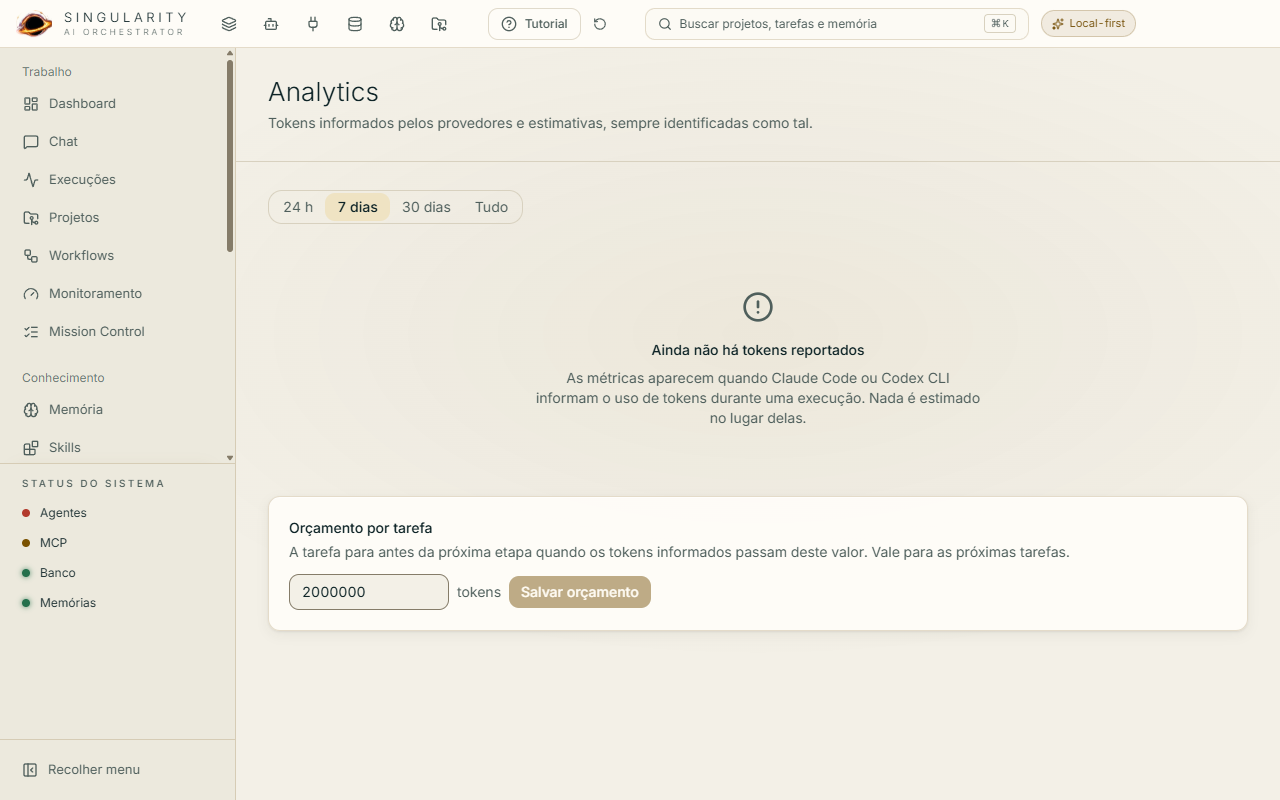 SINGULARITY
AI ORCHESTRATOR
Tutorial
Buscar projetos, tarefas e memória
⌘K
Local-first
Trabalho
Dashboard
Chat
Execuções
Projetos
Workflows
Monitoramento
Mission Control
Conhecimento
Memória
Skills
STATUS DO SISTEMA
Agentes
MCP
Banco
Memórias
Recolher menu
Analytics
Tokens informados pelos provedores e estimativas, sempre identificadas como tal.
24 h 7 dias 30 dias Tudo
Ainda não há tokens reportados
As métricas aparecem quando Claude Code ou Codex CLI
informam o uso de tokens durante uma execução. Nada é estimado
no lugar delas.
Orçamento por tarefa
A tarefa para antes da próxima etapa quando os tokens informados passam deste valor. Vale para as próximas tarefas.
2000000 tokens Salvar orçamento